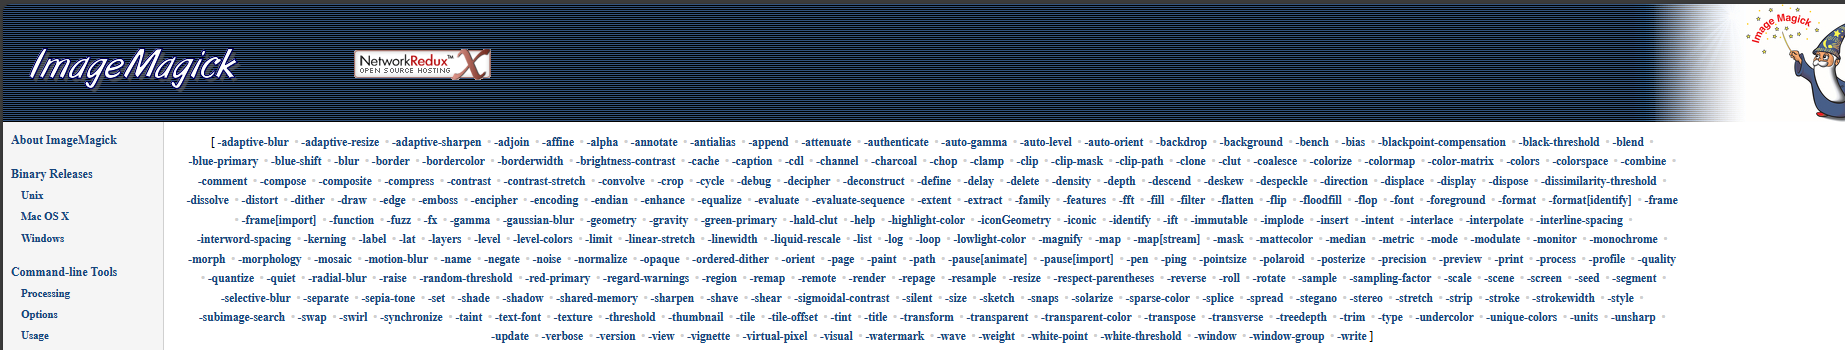 ImageMagick
NetworkRedux™ X
OPEN SOURCE HOSTING
Image Magick
About ImageMagick
Binary Releases
Unix
Mac OS X
Windows
Command-line Tools
Processing
Options
Usage
[ -adaptive-blur • -adaptive-resize • -adaptive-sharpen • -adjoin • -affine • -alpha • -annotate • -antialias • -append • -attenuate • -authenticate • -auto-gamma • -auto-level • -auto-orient • -backdrop • -background • -bench • -bias • -blackpoint-compensation • -black-threshold • -blend •
-blue-primary • -blue-shift • -blur • -border • -bordercolor • -borderwidth • -brightness-contrast • -cache • -caption • -cdl • -channel • -charcoal • -chop • -clamp • -clip • -clip-mask • -clip-path • -clone • -clut • -coalesce • -colorize • -colormap • -color-matrix • -colors • -colorspace • -combine •
-comment • -compose • -composite • -compress • -contrast • -contrast-stretch • -convolve • -crop • -cycle • -debug • -decipher • -deconstruct • -define • -delay • -delete • -density • -depth • -descend • -deskew • -despeckle • -direction • -displace • -display • -dispose • -dissimilarity-threshold •
-dissolve • -distort • -dither • -draw • -edge • -emboss • -encipher • -encoding • -endian • -enhance • -equalize • -evaluate • -evaluate-sequence • -extent • -extract • -family • -features • -fft • -fill • -filter • -flatten • -flip • -floodfill • -flop • -font • -foreground • -format • -format[identify] • -frame
• -frame[import] • -function • -fuzz • -fx • -gamma • -gaussian-blur • -geometry • -gravity • -green-primary • -hald-clut • -help • -highlight-color • -iconGeometry • -iconic • -identify • -ift • -immutable • -implode • -insert • -intent • -interlace • -interpolate • -interline-spacing •
-interword-spacing • -kerning • -label • -lat • -layers • -level • -level-colors • -limit • -linear-stretch • -linewidth • -liquid-rescale • -list • -log • -loop • -lowlight-color • -magnify • -map • -map[stream] • -mask • -mattecolor • -median • -metric • -mode • -modulate • -monitor • -monochrome •
-morph • -morphology • -mosaic • -motion-blur • -name • -negate • -noise • -normalize • -opaque • -ordered-dither • -orient • -page • -paint • -path • -pause[animate] • -pause[import] • -pen • -ping • -pointsize • -polaroid • -posterize • -precision • -preview • -print • -process • -profile • -quality
• -quantize • -quiet • -radial-blur • -raise • -random-threshold • -red-primary • -regard-warnings • -region • -remap • -remote • -render • -repage • -resample • -resize • -respect-parentheses • -reverse • -roll • -rotate • -sample • -sampling-factor • -scale • -scene • -screen • -seed • -segment •
-selective-blur • -separate • -sepia-tone • -set • -shade • -shadow • -shared-memory • -sharpen • -shave • -shear • -sigmoidal-contrast • -silent • -size • -sketch • -snaps • -solarize • -sparse-color • -splice • -spread • -stegano • -stereo • -stretch • -strip • -stroke • -strokewidth • -style •
-subimage-search • -swap • -swirl • -synchronize • -taint • -text-font • -texture • -threshold • -thumbnail • -tile • -tile-offset • -tint • -title • -transform • -transparent • -transparent-color • -transpose • -transverse • -treedepth • -trim • -type • -undercolor • -unique-colors • -units • -unsharp •
-update • -verbose • -version • -view • -vignette • -virtual-pixel • -visual • -watermark • -wave • -weight • -white-point • -white-threshold • -window • -window-group • -write ]